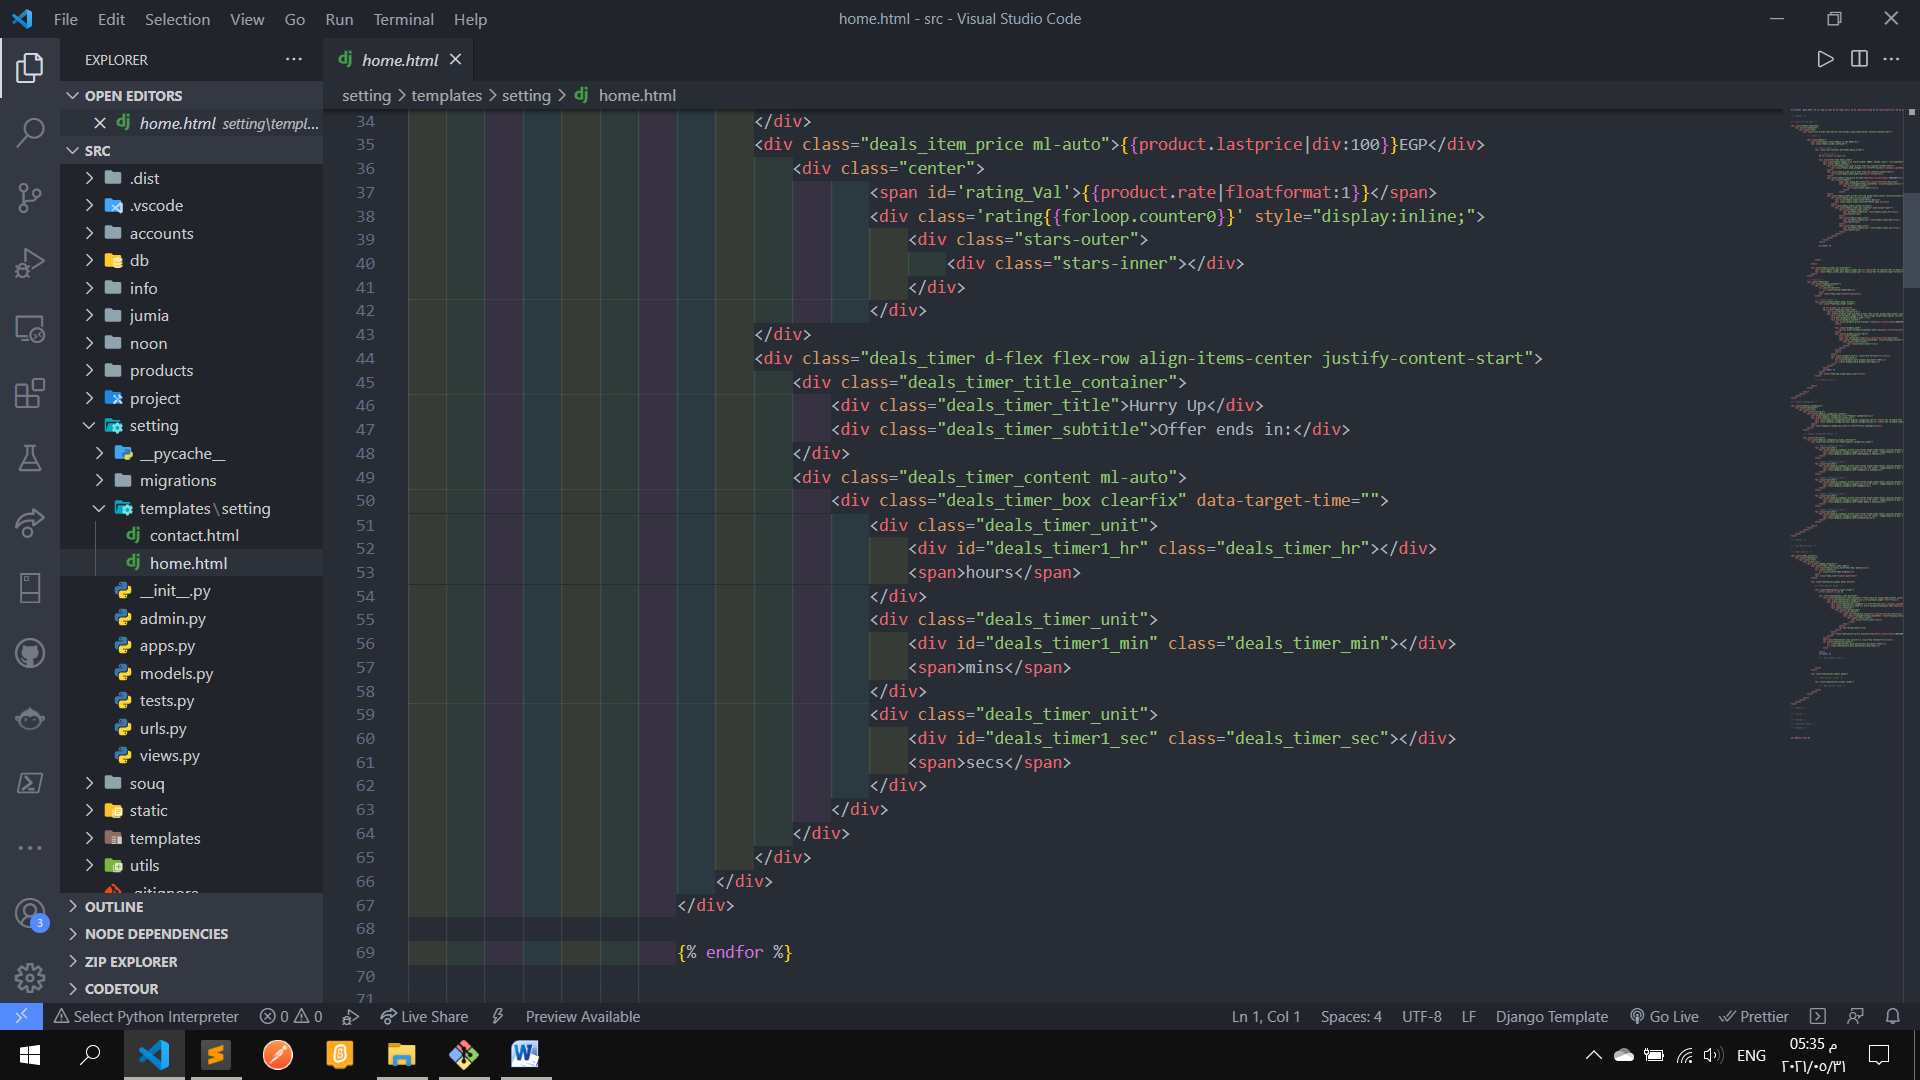 File Edit Selection View Go Run Terminal Help
home.html - src - Visual Studio Code
EXPLORER
OPEN EDITORS
home.html setting\templ...
SRC
.dist
.vscode
accounts
db
info
jumia
noon
products
project
setting
__pycache__
migrations
templates\setting
contact.html
home.html
__init__.py
admin.py
apps.py
models.py
tests.py
urls.py
views.py
souq
static
templates
utils
.gitignore
OUTLINE
NODE DEPENDENCIES
ZIP EXPLORER
CODETOUR
3
home.html
setting > templates > setting > home.html
34 </div>
35 <div class="deals_item_price ml-auto">{{product.lastprice|div:100}}EGP</div>
36 <div class="center">
37 <span id='rating_Val'>{{product.rate|floatformat:1}}</span>
38 <div class='rating{{forloop.counter0}}' style="display:inline;">
39 <div class="stars-outer">
40 <div class="stars-inner"></div>
41 </div>
42 </div>
43 </div>
44 <div class="deals_timer d-flex flex-row align-items-center justify-content-start">
45 <div class="deals_timer_title_container">
46 <div class="deals_timer_title">Hurry Up</div>
47 <div class="deals_timer_subtitle">Offer ends in:</div>
48 </div>
49 <div class="deals_timer_content ml-auto">
50 <div class="deals_timer_box clearfix" data-target-time="">
51 <div class="deals_timer_unit">
52 <div id="deals_timer1_hr" class="deals_timer_hr"></div>
53 <span>hours</span>
54 </div>
55 <div class="deals_timer_unit">
56 <div id="deals_timer1_min" class="deals_timer_min"></div>
57 <span>mins</span>
58 </div>
59 <div class="deals_timer_unit">
60 <div id="deals_timer1_sec" class="deals_timer_sec"></div>
61 <span>secs</span>
62 </div>
63 </div>
64 </div>
65 </div>
66 </div>
67 </div>
68
69 {% endfor %}
70
71
Select Python Interpreter 0 0 Live Share Preview Available Ln 1, Col 1 Spaces: 4 UTF-8 LF Django Template Go Live Prettier
ENG
05:35 م
٢٠٢١/٠٥/٣١